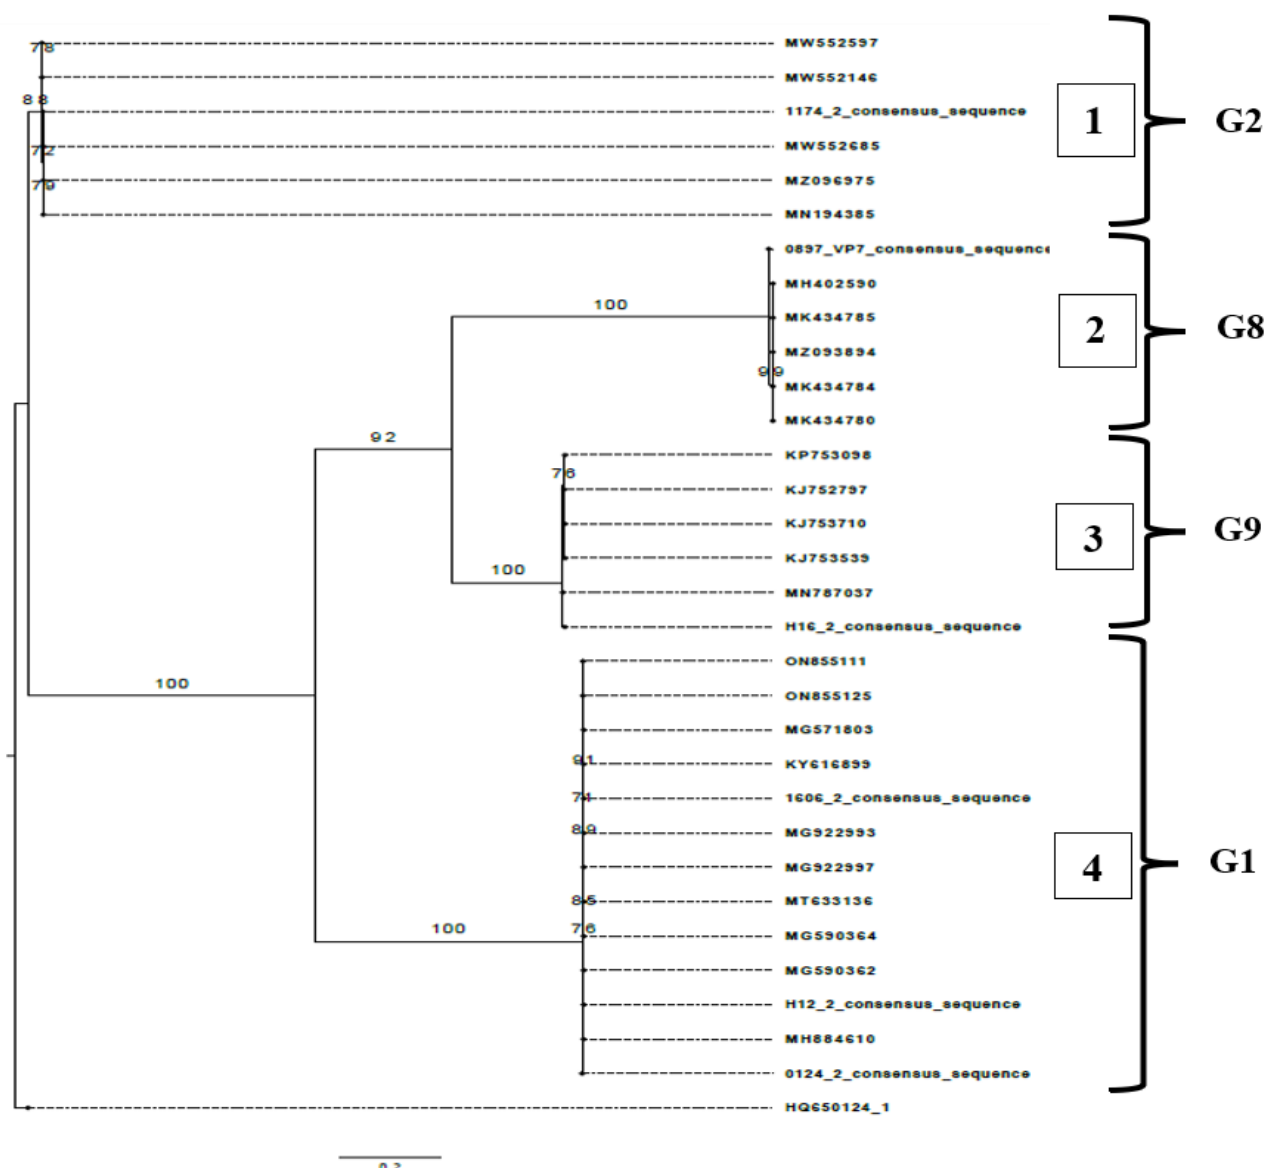 78
MW552597
MW552146
88
1174_2_consensus_sequence
1
G2
72
MW552685
79
MZ096975
MN194385
0897_VP7_consensus_sequence
MH402590
100
MK434785
2
G8
MZ093894
99
MK434784
MK434780
92
KP753098
76
KJ752797
KJ753710
3
G9
KJ753539
100
MN787037
H16_2_consensus_sequence
ON855111
100
ON855125
MG571803
91
KY616899
71
1606_2_consensus_sequence
89
MG922993
MG922997
4
G1
85
MT633136
100
76
MG590364
MG590362
H12_2_consensus_sequence
MH884610
0124_2_consensus_sequence
HQ650124_1